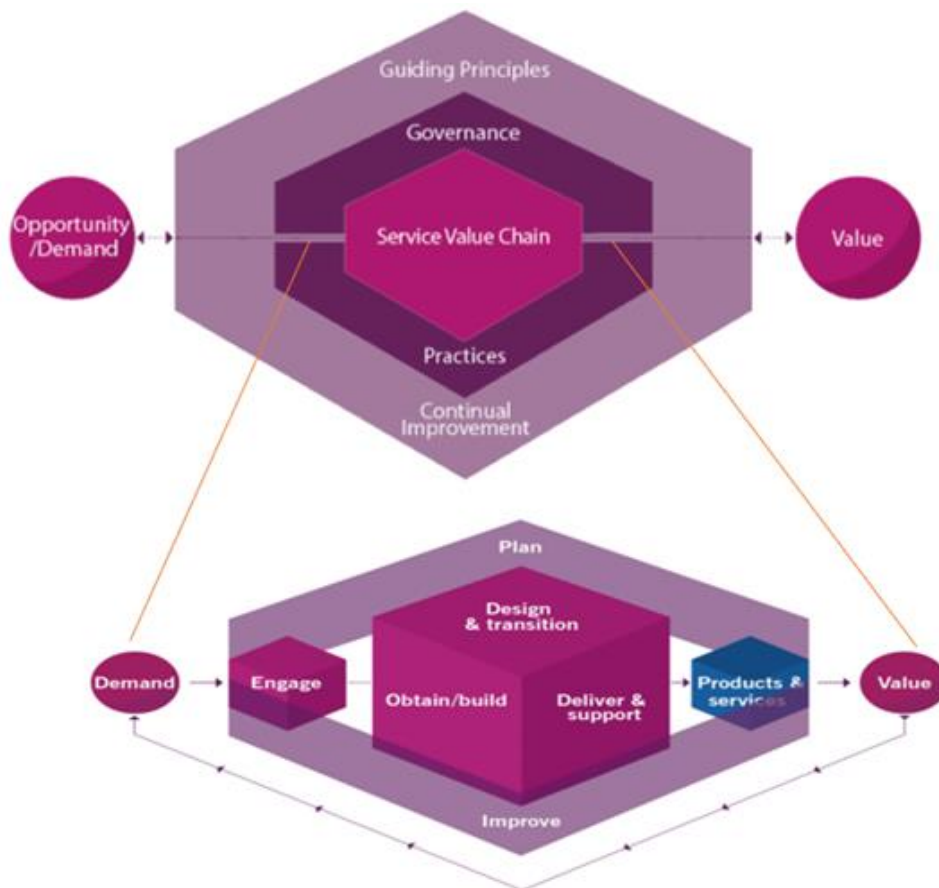 Guiding Principles
Governance
Opportunity
/Demand
Service Value Chain
Value
Practices
Continual
Improvement
Plan
Design
& transition
Demand
Engage
Obtain/build
Deliver &
support
Products &
services
Value
Improve